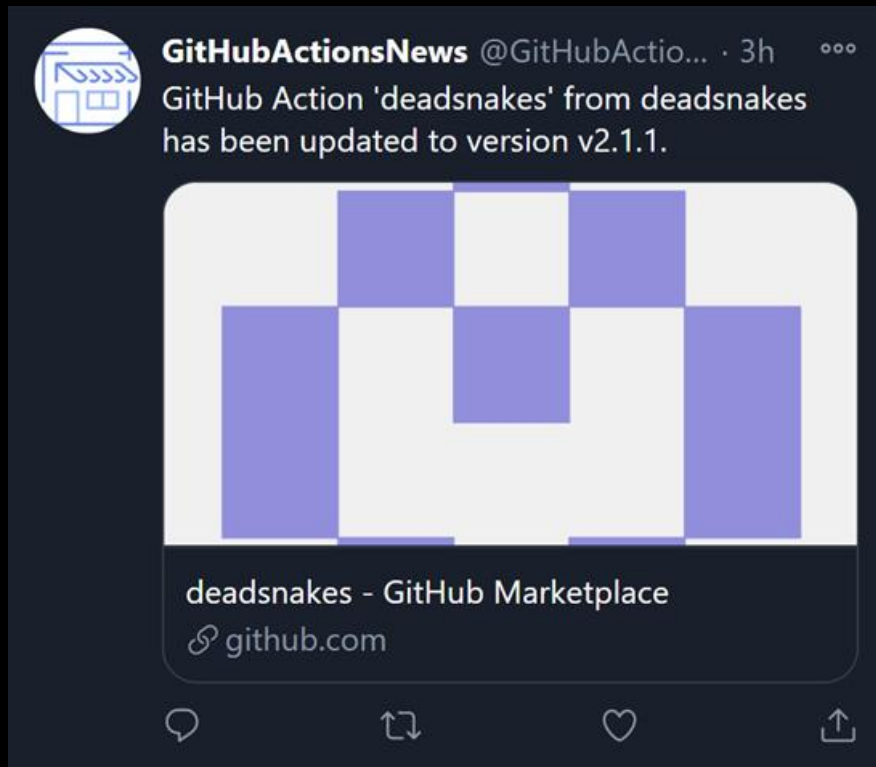 GitHubActionsNews @GitHubActio... · 3h
GitHub Action 'deadsnakes' from deadsnakes
has been updated to version v2.1.1.
deadsnakes - GitHub Marketplace
github.com